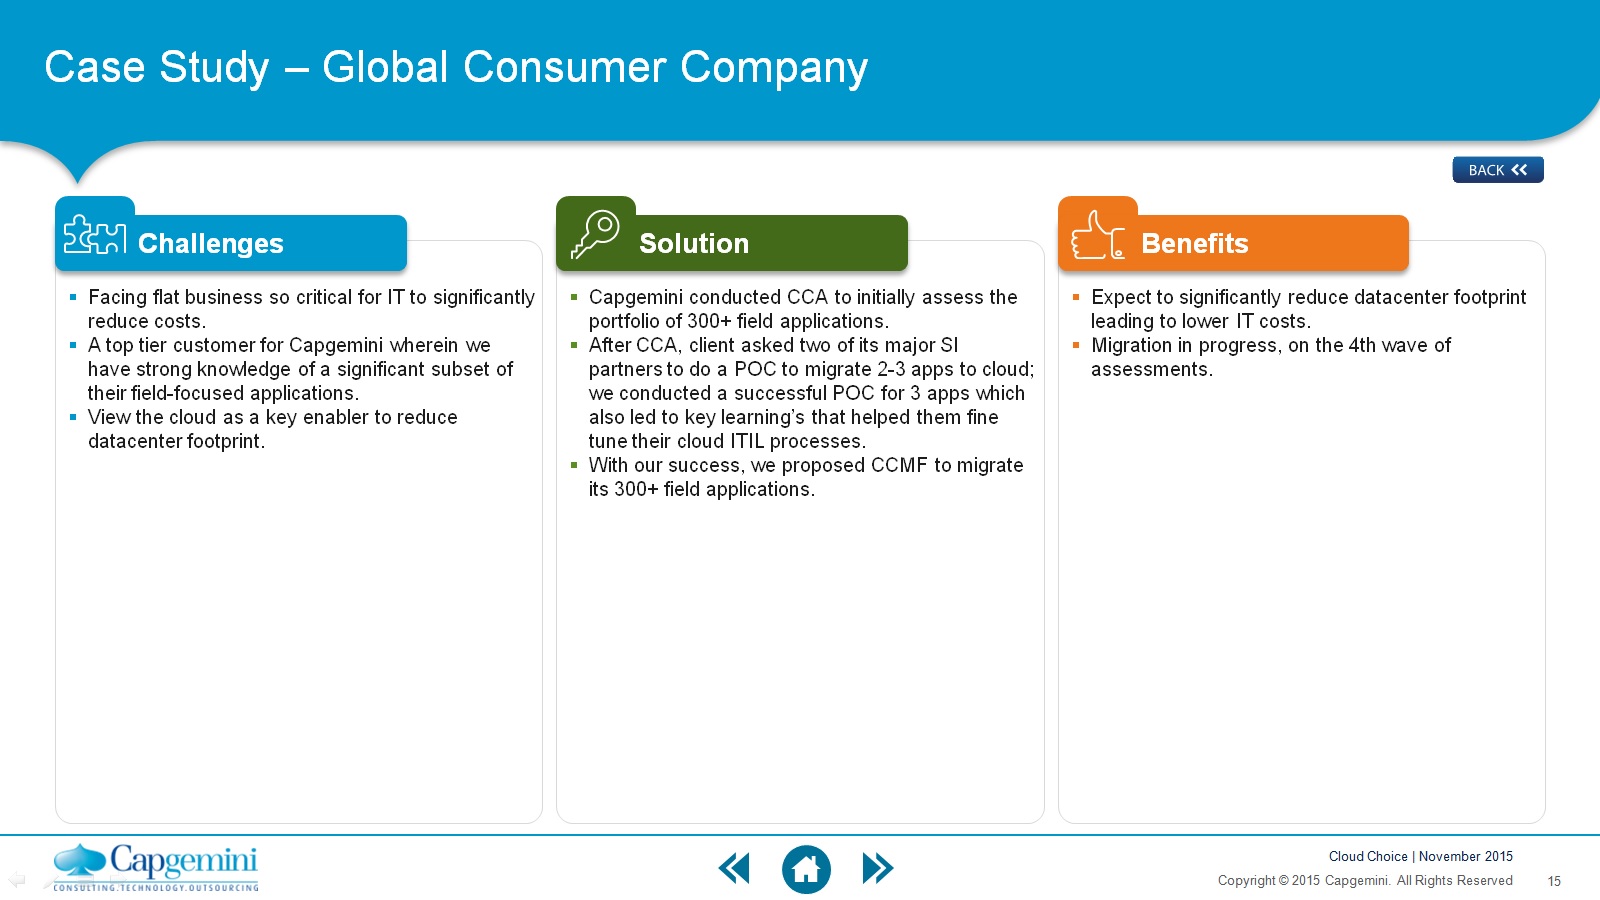 Case Study – Global Consumer Company
BACK
Challenges
Facing flat business so critical for IT to significantly
reduce costs.
A top tier customer for Capgemini wherein we
have strong knowledge of a significant subset of
their field-focused applications.
View the cloud as a key enabler to reduce
datacenter footprint.
Solution
Capgemini conducted CCA to initially assess the
portfolio of 300+ field applications.
After CCA, client asked two of its major SI
partners to do a POC to migrate 2-3 apps to cloud;
we conducted a successful POC for 3 apps which
also led to key learning’s that helped them fine
tune their cloud ITIL processes.
With our success, we proposed CCMF to migrate
its 300+ field applications.
Benefits
Expect to significantly reduce datacenter footprint
leading to lower IT costs.
Migration in progress, on the 4th wave of
assessments.
Capgemini
CONSULTING.TECHNOLOGY.OUTSOURCING
Cloud Choice | November 2015
Copyright © 2015 Capgemini. All Rights Reserved
15